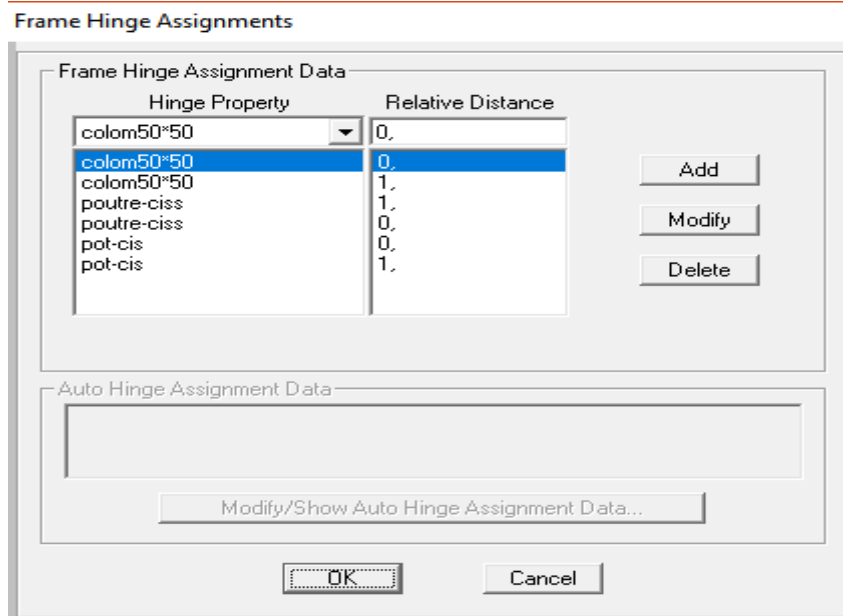 Frame Hinge Assignments
Frame Hinge Assignment Data
Hinge Property Relative Distance
colom50*50 0,
colom50*50 0,
colom50*50 1,
poutre-ciss 1,
poutre-ciss 0,
pot-cis 0,
pot-cis 1,
Add
Modify
Delete
Auto Hinge Assignment Data
Modify/Show Auto Hinge Assignment Data...
OK Cancel